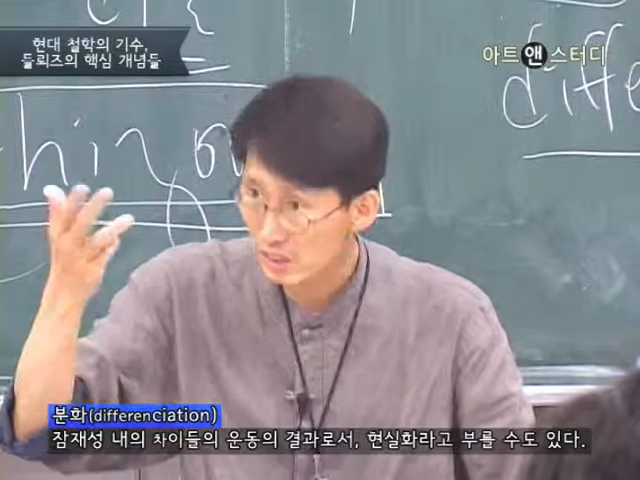 현대 철학의 기수,
들뢰즈의 핵심 개념들
아트앤스터디
분화(differenciation)
잠재성 내의 차이들의 운동의 결과로서, 현실화라고 부를 수도 있다.